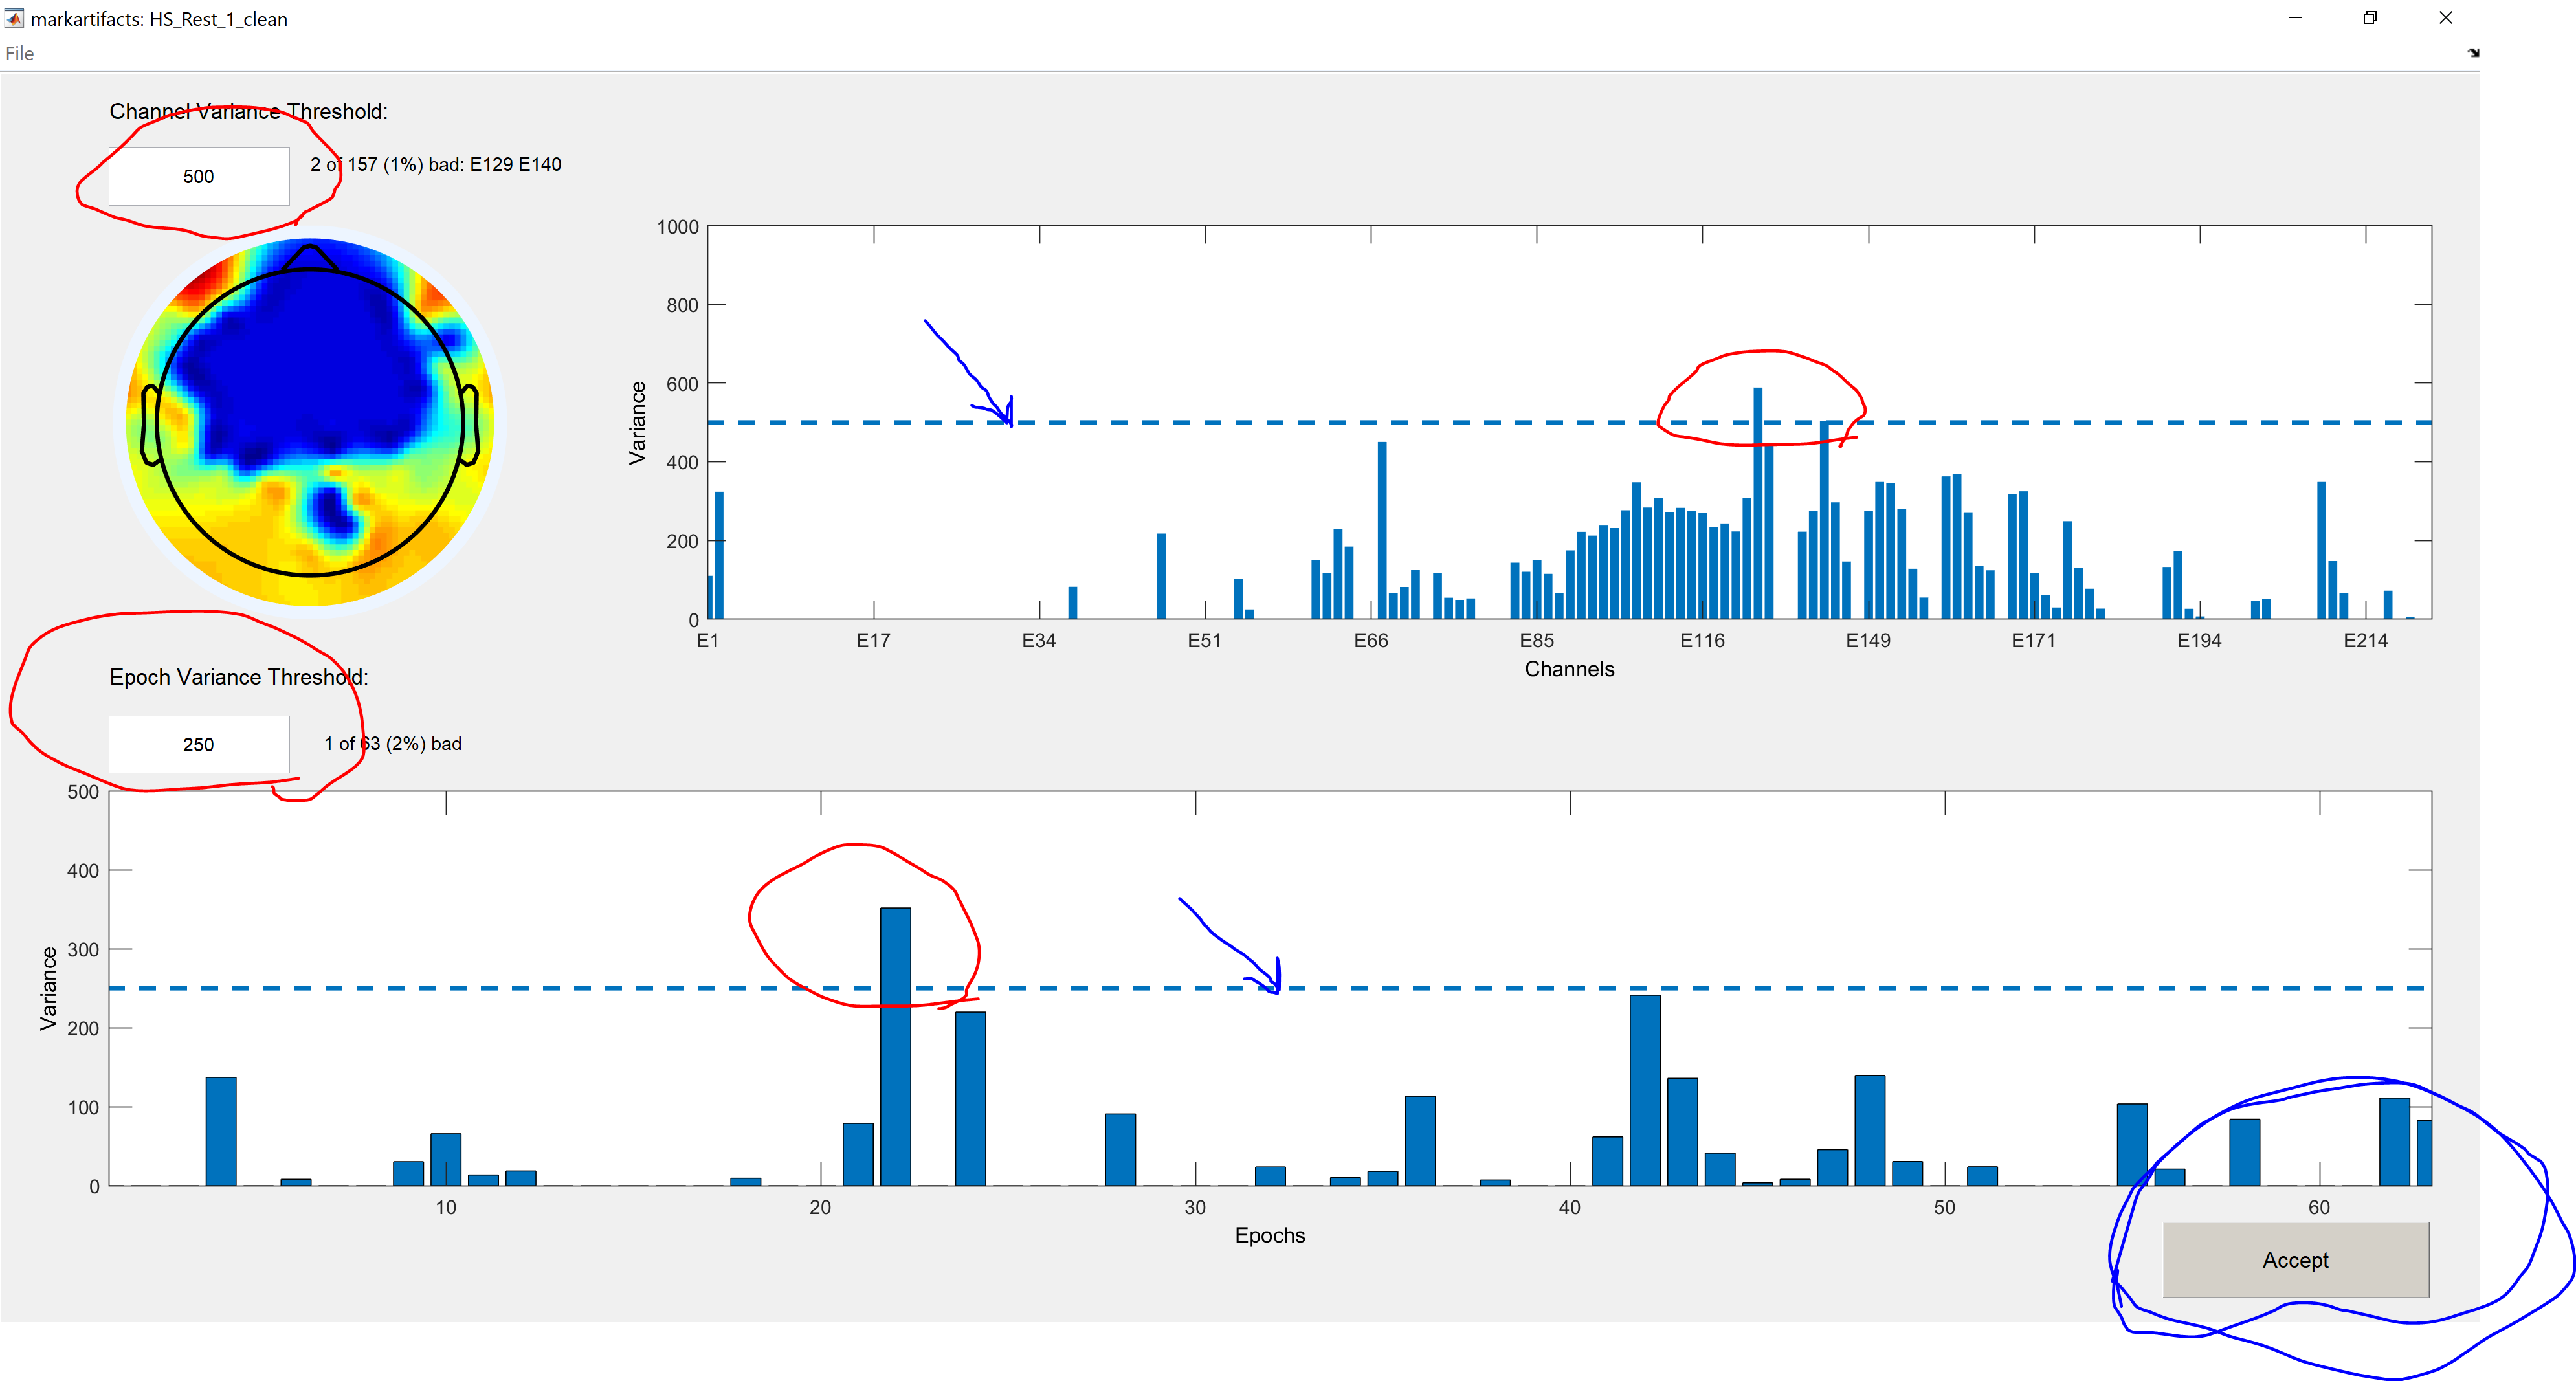 markartifacts: HS_Rest_1_clean
File
Channel Variance Threshold:
500
2 of 157 (1%) bad: E129 E140
1000
800
600
400
200
0
Variance
E1 E17 E34 E51 E66 E85 E116 E149 E171 E194 E214
Channels
Epoch Variance Threshold:
250
1 of 63 (2%) bad
500
400
300
200
100
0
Variance
10 20 30 40 50 60
Epochs
Accept